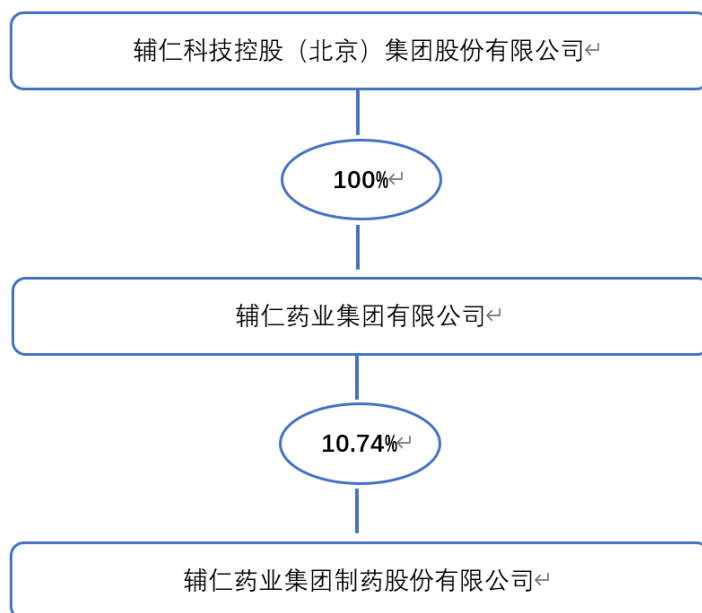 辅仁科技控股（北京）集团股份有限公司↵
100%↵
辅仁药业集团有限公司↵
10.74%↵
辅仁药业集团制药股份有限公司↵